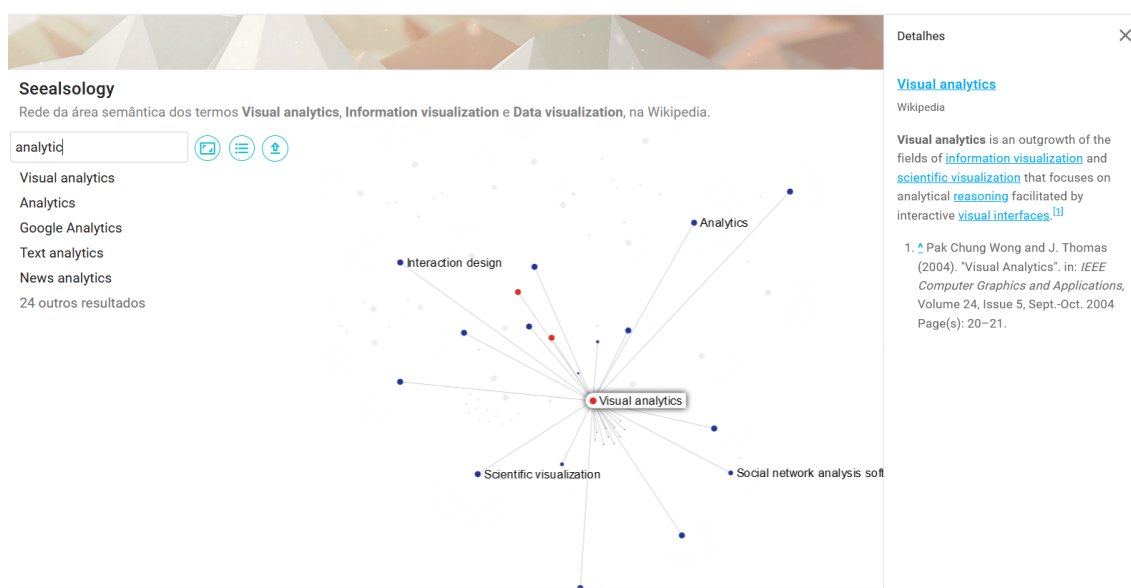 Seealsology
Rede da área semântica dos termos Visual analytics, Information visualization e Data visualization, na Wikipedia.
analytic
Visual analytics
Analytics
Google Analytics
Text analytics
News analytics
24 outros resultados
Analytics
Interaction design
Visual analytics
Scientific visualization
Social network analysis soft
Detalhes
Visual analytics
Wikipedia
Visual analytics is an outgrowth of the
fields of information visualization and
scientific visualization that focuses on
analytical reasoning facilitated by
interactive visual interfaces.[1]
1. ^ Pak Chung Wong and J. Thomas
(2004). "Visual Analytics". in: IEEE
Computer Graphics and Applications,
Volume 24, Issue 5, Sept.-Oct. 2004
Page(s): 20–21.